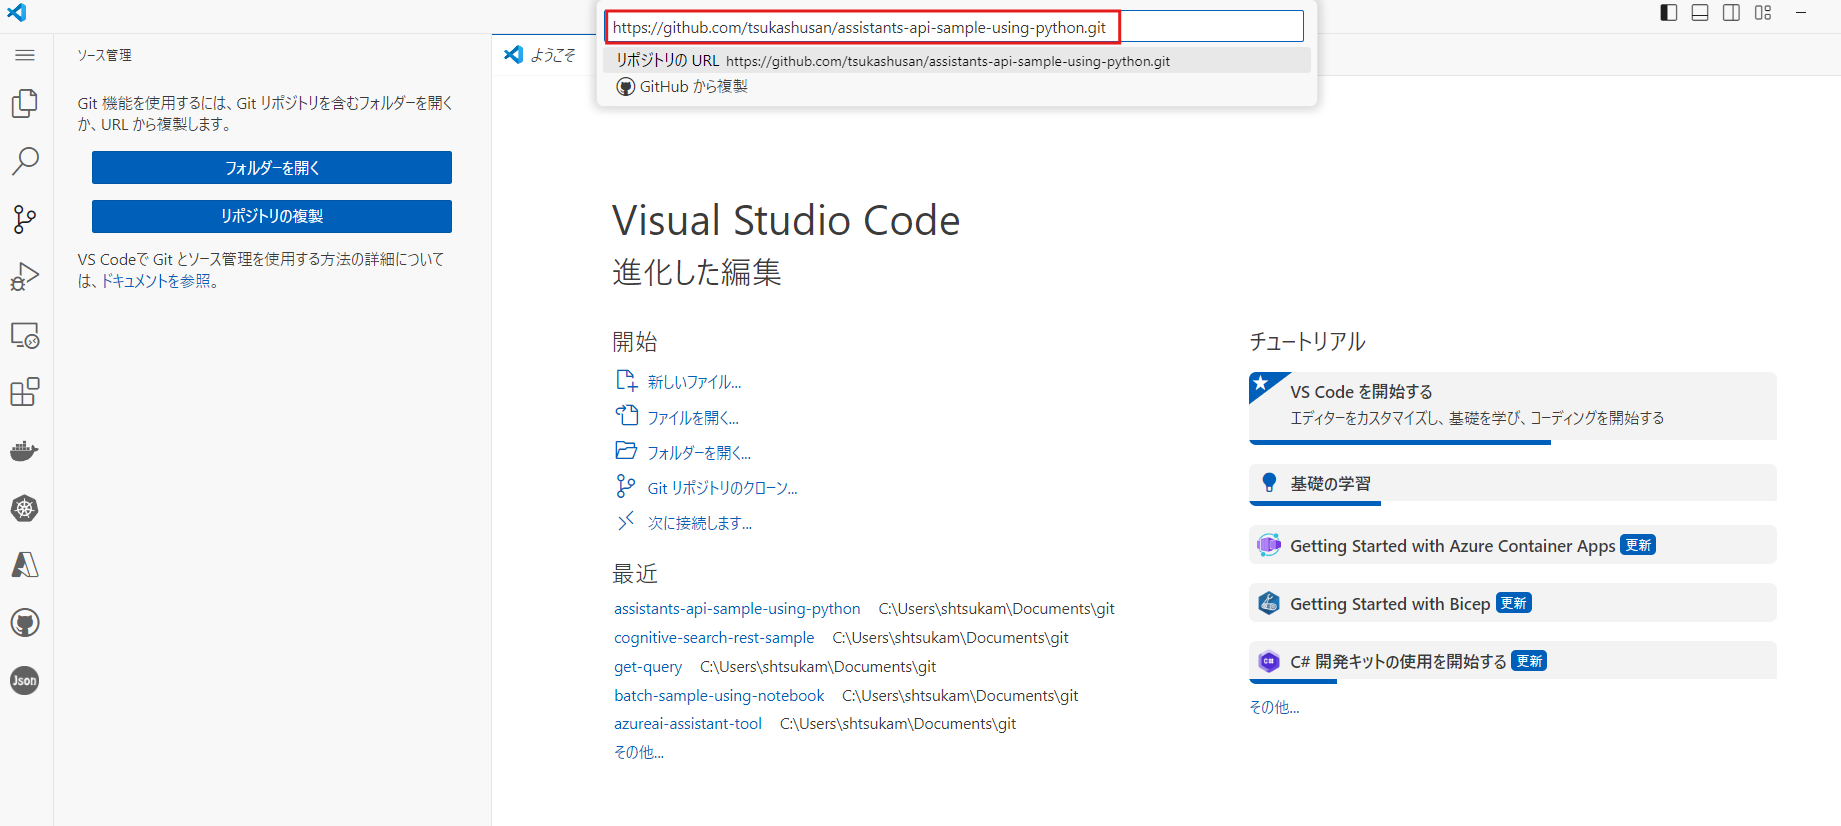 https://github.com/tsukashusan/assistants-api-sample-using-python.git
リポジトリの URL https://github.com/tsukashusan/assistants-api-sample-using-python.git
GitHub から複製
ソース管理
Git 機能を使用するには、Git リポジトリを含むフォルダーを開く
か、URL から複製します。
フォルダーを開く
リポジトリの複製
VS Codeで Git とソース管理を使用する方法の詳細について
は、ドキュメントを参照。
ようこそ
Visual Studio Code
進化した編集
開始
新しいファイル...
ファイルを開く...
フォルダーを開く...
Git リポジトリのクローン...
次に接続します...
最近
assistants-api-sample-using-python C:\Users\shtsukam\Documents\git
cognitive-search-rest-sample C:\Users\shtsukam\Documents\git
get-query C:\Users\shtsukam\Documents\git
batch-sample-using-notebook C:\Users\shtsukam\Documents\git
azureai-assistant-tool C:\Users\shtsukam\Documents\git
その他...
チュートリアル
VS Code を開始する
エディターをカスタマイズし、基礎を学び、コーディングを開始する
基礎の学習
Getting Started with Azure Container Apps 更新
Getting Started with Bicep 更新
C# 開発キットの使用を開始する 更新
その他...
Json